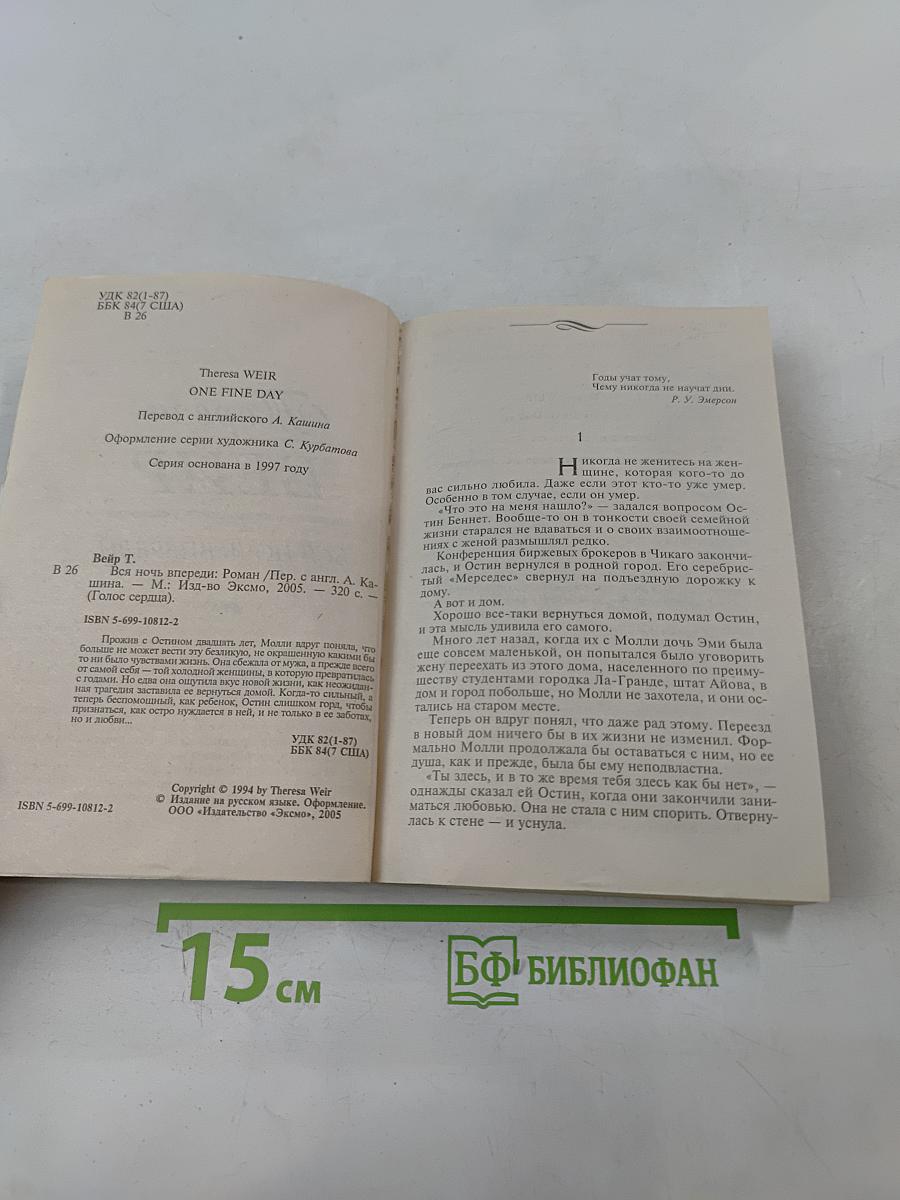 УДК 82(1-87)
ББК 84(7 США)
В 26
Theresa WEIR
ONE FINE DAY
Перевод с английского А. Кашина
Оформление серии художника С. Курбатова
Серия основана в 1997 году
Вейр Т.
В 26 Вся ночь впереди: Роман /Пер. с англ. А. Ка-
шина. — М.: Изд-во Эксмо, 2005. — 320 с. —
(Голос сердца).
ISBN 5-699-10812-2
Прожив с Остином двадцать лет, Молли вдруг поняла, что
больше не может вести эту безликую, не окрашенную какими бы
то ни было чувствами жизнь. Она сбежала от мужа, а прежде всего
от самой себя — той холодной женщины, в которую превратилась
с годами. Но едва она ощутила вкус новой жизни, как неожидан-
ная трагедия заставила ее вернуться домой. Когда-то сильный, а
теперь беспомощный, как ребенок, Остин слишком горд, чтобы
признаться, как остро нуждается в ней, и не только в ее заботах,
но и любви...
УДК 82(1-87)
ББК 84(7 США)
Copyright © 1994 by Theresa Weir
© Издание на русском языке. Оформление.
ISBN 5-699-10812-2 ООО «Издательство «Эксмо», 2005
Годы учат тому,
Чему никогда не научат дни.
Р. У. Эмерсон
1
Никогда не женитесь на жен-
щине, которая кого-то до
вас сильно любила. Даже если этот кто-то уже умер.
Особенно в том случае, если он умер.
«Что это на меня нашло?» — задался вопросом Ос-
тин Беннет. Вообще-то он в тонкости своей семейной
жизни старался не вдаваться и о своих взаимоотноше-
ниях с женой размышлял редко.
Конференция биржевых брокеров в Чикаго закончи-
лась, и Остин вернулся в родной город. Его серебрис-
тый «Мерседес» свернул на подъездную дорожку к
дому.
А вот и дом.
Хорошо все-таки вернуться домой, подумал Остин,
и эта мысль удивила его самого.
Много лет назад, когда их с Молли дочь Эми была
еще совсем маленькой, он попытался было уговорить
жену переехать из этого дома, населенного по преиму-
ществу студентами городка Ла-Гранде, штат Айова, в
дом и город побольше, но Молли не захотела, и они ос-
тались на старом месте.
Теперь он вдруг понял, что даже рад этому. Переезд
в новый дом ничего бы в их жизни не изменил. Фор-
мально Молли продолжала бы оставаться с ним, но ее
душа, как и прежде, была бы ему неподвластна.
«Ты здесь, и в то же время тебя здесь как бы нет», —
однажды сказал ей Остин, когда они закончили зани-
маться любовью. Она не стала с ним спорить. Отверну-
лась к стене — и уснула.
15 см
БФ БИБЛИОФАН